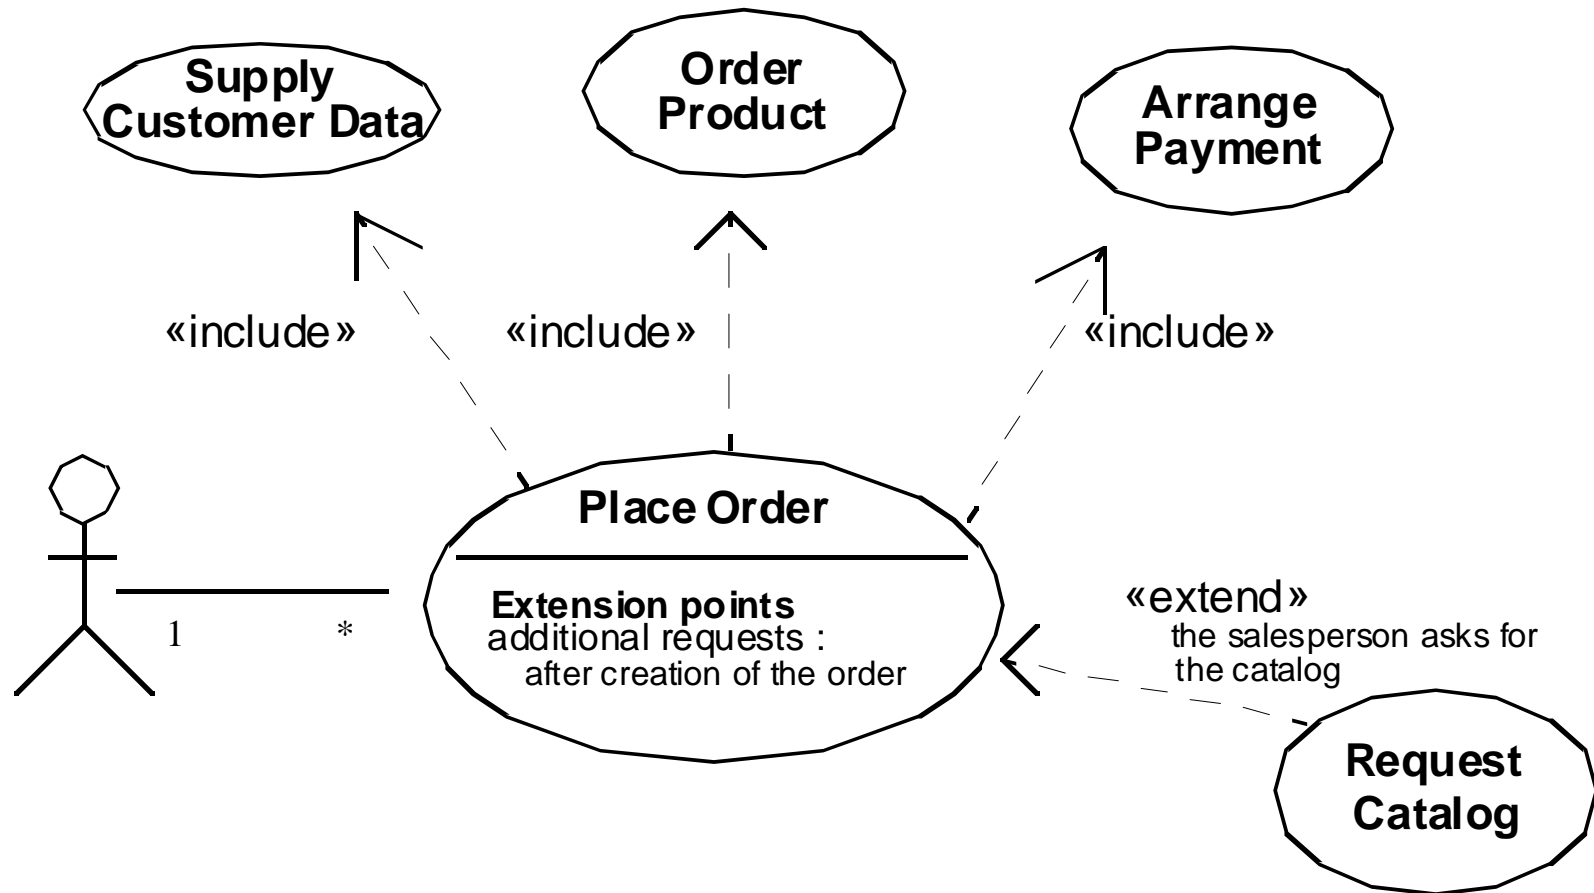 Supply
Customer Data
Order
Product
Arrange
Payment
«include»
«include»
«include»
Place Order
Extension points
additional requests :
after creation of the order
1
*
«extend»
the salesperson asks for
the catalog
Request
Catalog